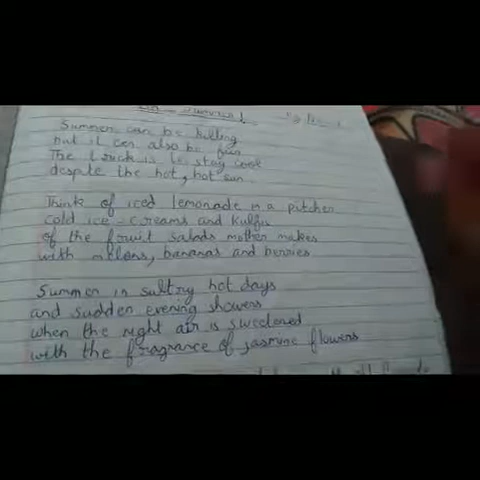 Summer can be killing
but it can also be fun
The trick is to stay cool
despite the hot, hot sun.
Think of iced lemonade in a pitcher
cold ice-creams and kulfis
of the fruit salads mother makes
with mellons, bananas and berries
Summer is sultry hot days
and sudden evening showers
when the night air is sweetened
with the fragrance of jasmine flowers